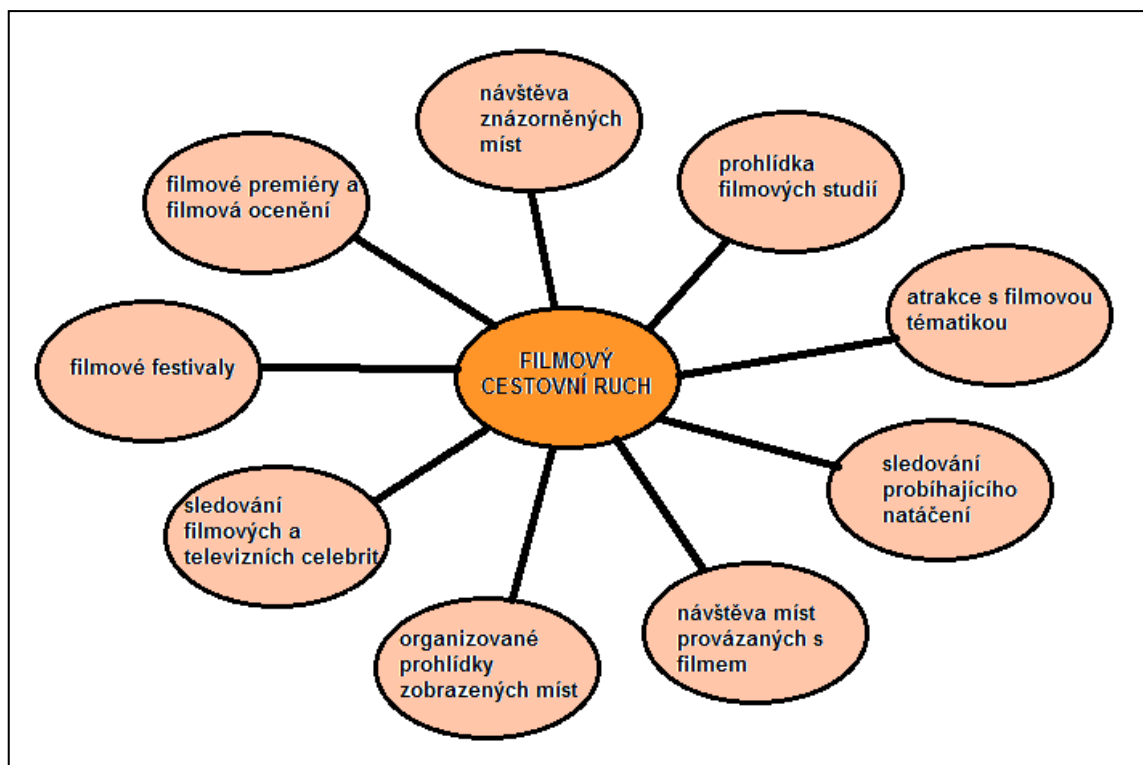 návštěva
znázorněných
míst
prohlídka
filmových studií
filmové premiéry a
filmová ocenění
atrakce s filmovou
tématikou
FILMOVÝ
CESTOVNÍ RUCH
filmové festivaly
sledování
probíhajícího
natáčení
sledování
filmových a
televizních celebrit
návštěva míst
provázaných s
filmem
organizované
prohlídky
zobrazených míst